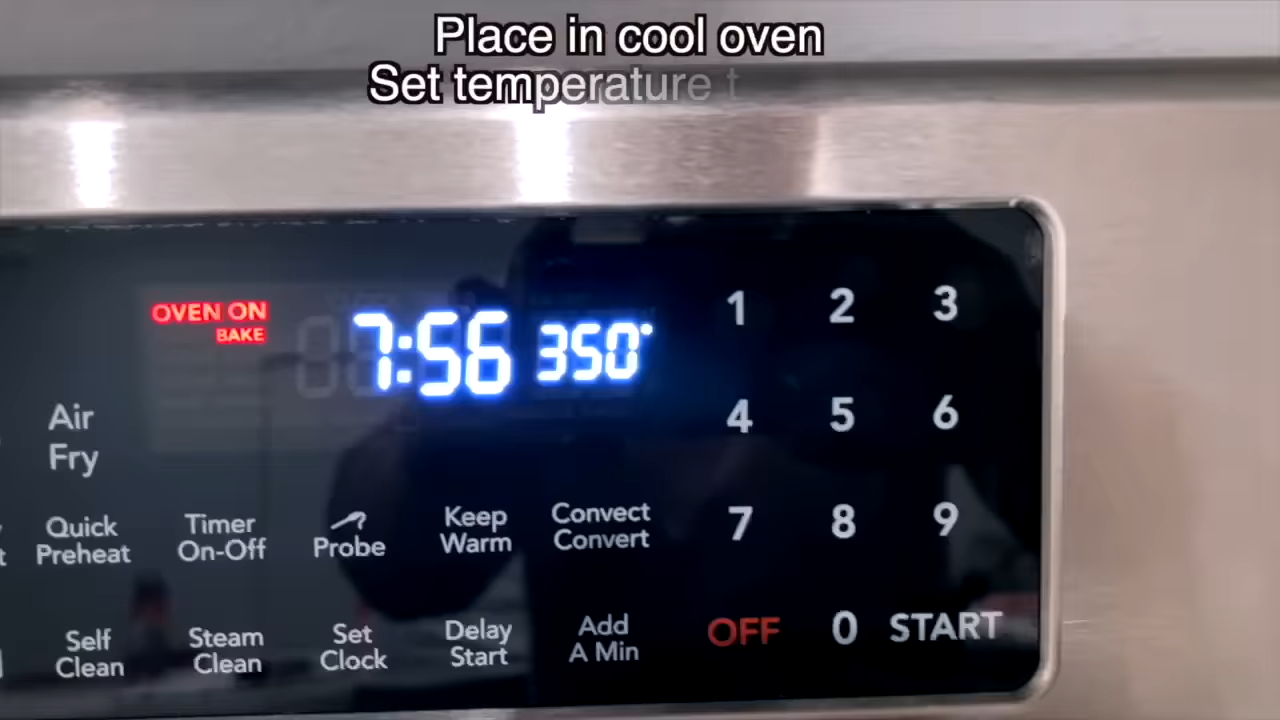 Place in cool oven
Set temperature t
OVEN ON
BAKE
7:56 350°
1 2 3
Air
Fry
4 5 6
Quick
Preheat
Timer
On-Off
Probe
Keep
Warm
Convect
Convert
7 8 9
Self
Clean
Steam
Clean
Set
Clock
Delay
Start
Add
A Min
OFF 0 START